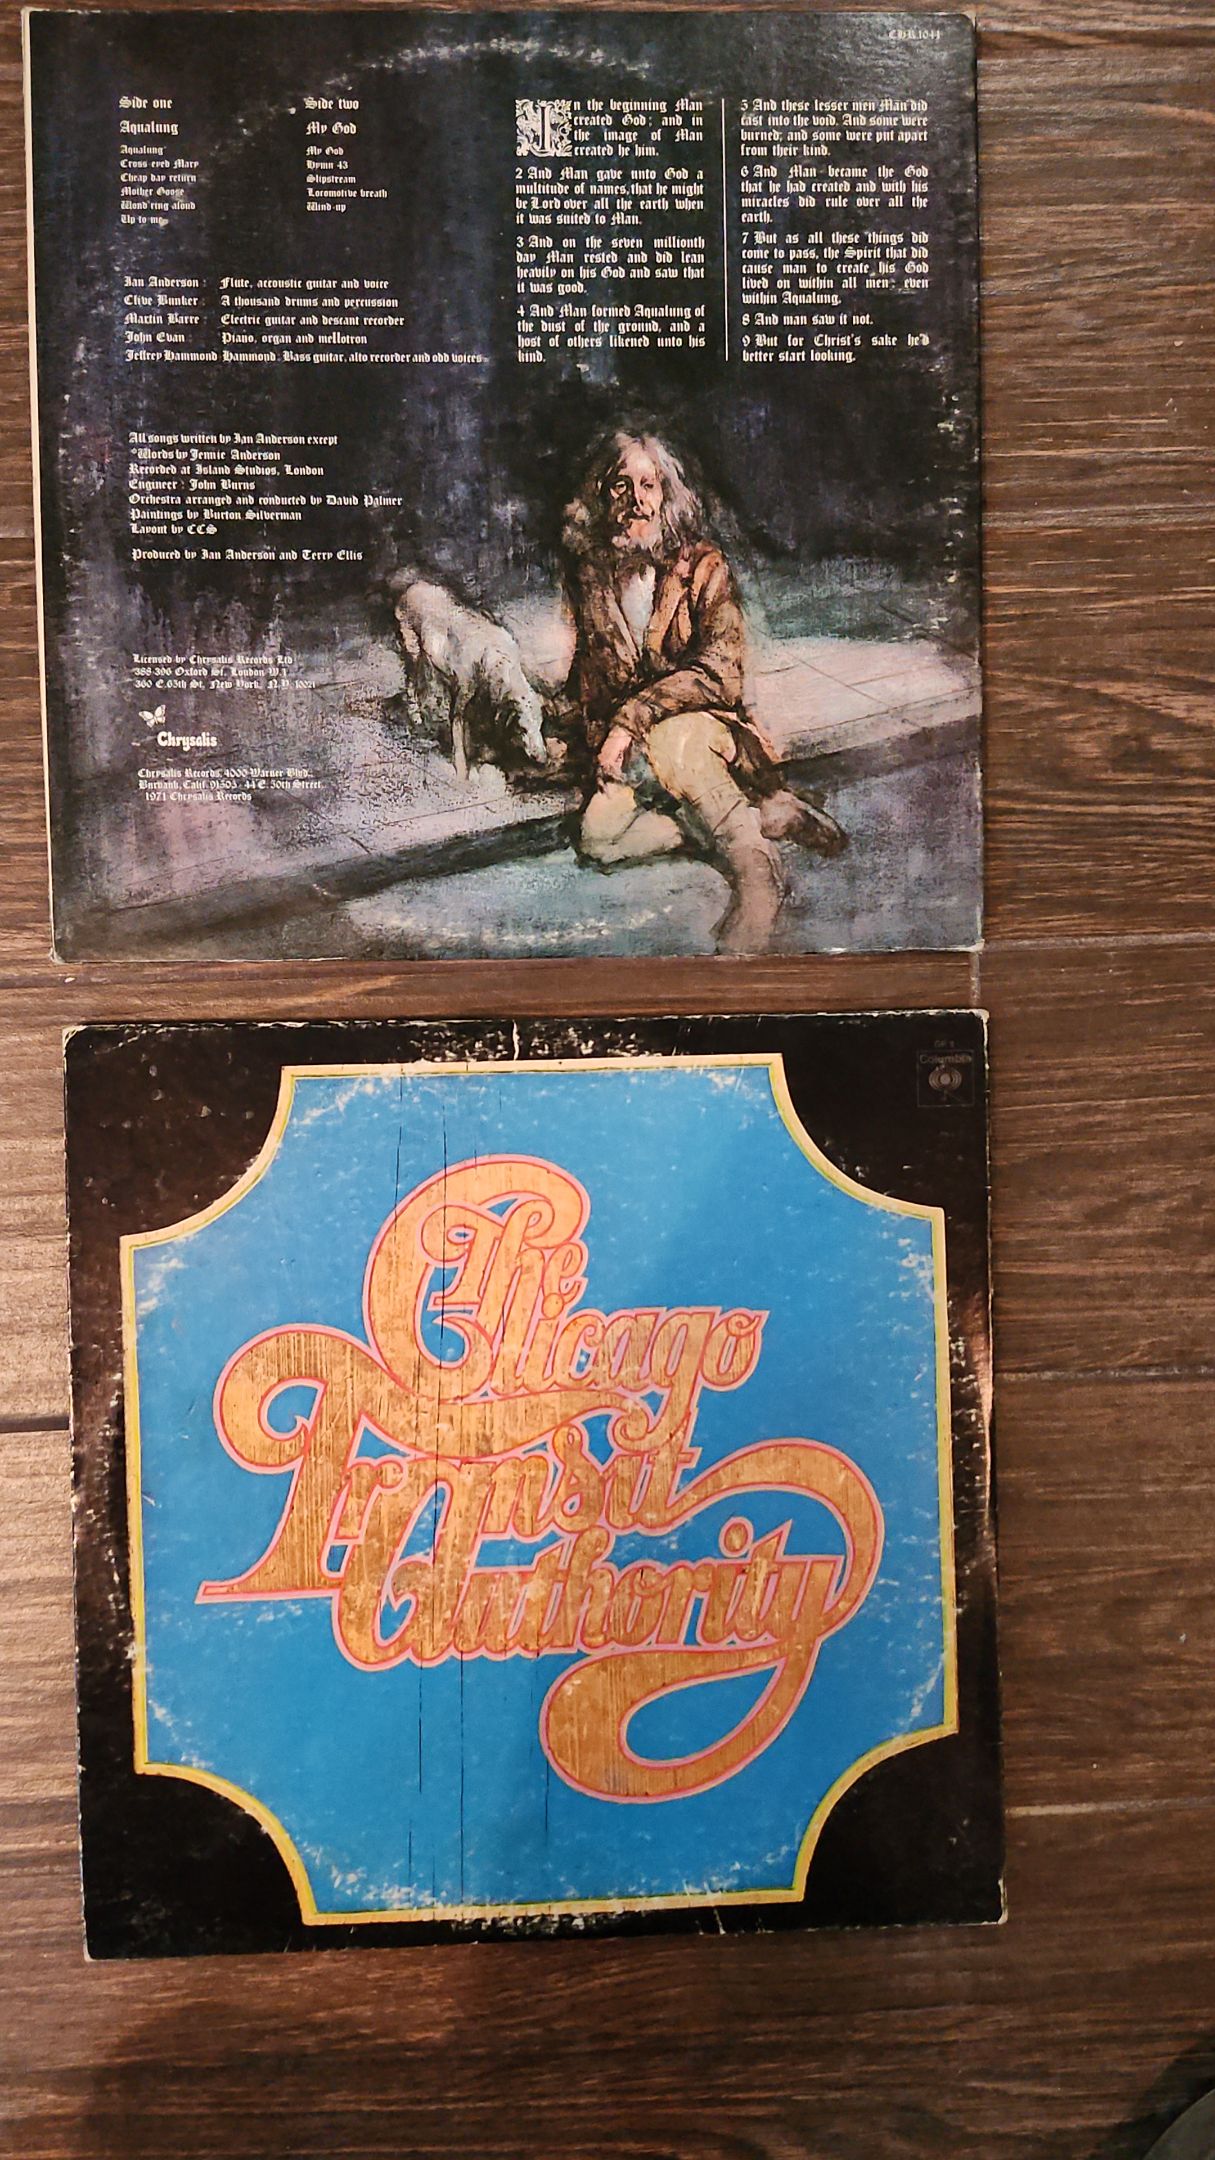 CHR 1044
Side one
Aqualung
Aqualung*
Cross-eyed Mary
Cheap day return
Mother Goose
Wond'ring aloud
Up to me
Side two
My God
My God
Hymn 43
Slipstream
Locomotive breath
Wind-up
Ian Anderson : Flute, accoustic guitar and voice
Clive Bunker : A thousand drums and percussion
Martin Barre : Electric guitar and descant recorder
John Evan : Piano, organ and mellotron
Jeffrey Hammond-Hammond : Bass guitar, alto recorder and odd voices
All songs written by Ian Anderson except
*Words by Jennie Anderson
Recorded at Island Studios, London
Engineer : John Burns
Orchestra arranged and conducted by David Palmer
Paintings by Burton Silverman
Layout by CCS
Produced by Ian Anderson and Terry Ellis
Licensed by Chrysalis Records Ltd
388-396 Oxford St. London W.1
360 E.65th St, New York, N.Y. 10021
Chrysalis
Chrysalis Records, 4000 Warner Blvd.,
Burbank, Calif. 91505 · 44 E. 50th Street
1971 Chrysalis Records
In the beginning Man
created God; and in
the image of Man
created he him.
2 And Man gave unto God a
multitude of names, that he might
be Lord over all the earth when
it was suited to Man.
3 And on the seven millionth
day Man rested and did lean
heavily on his God and saw that
it was good.
4 And Man formed Aqualung of
the dust of the ground, and a
host of others likened unto his
kind.
5 And these lesser men Man did
cast into the void. And some were
burned; and some were put apart
from their kind.
6 And Man became the God
that he had created and with his
miracles did rule over all the
earth.
7 But as all these things did
come to pass, the Spirit that did
cause man to create his God
lived on within all men: even
within Aqualung.
8 And man saw it not.
9 But for Christ's sake he'd
better start looking.
GP 8
Columbia
The
Chicago
Transit
Authority